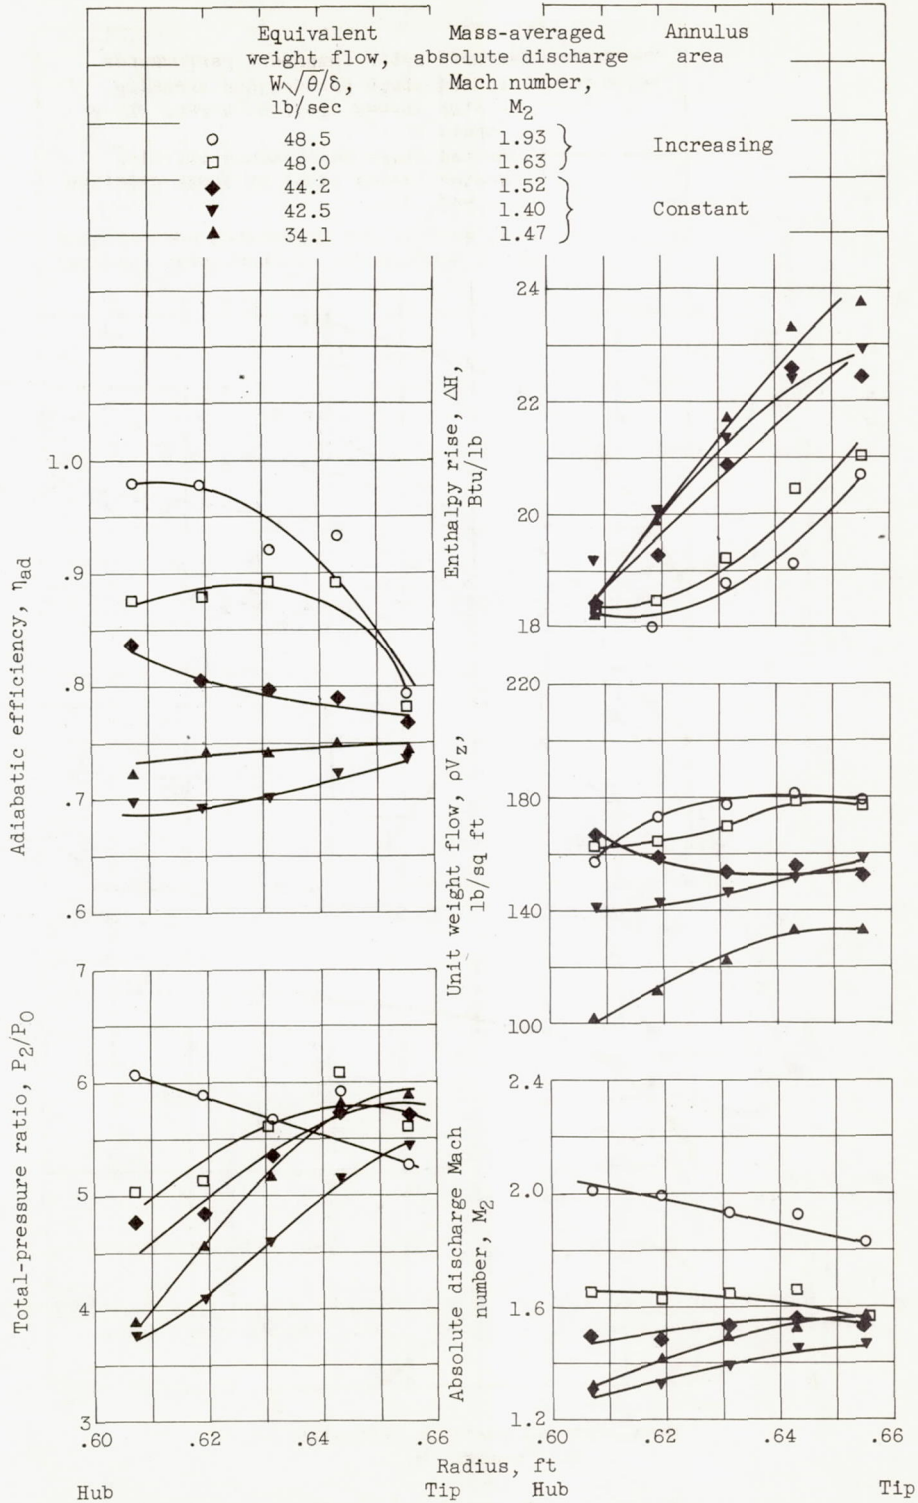 Equivalent weight flow, W√θ/δ, lb/sec
Mass-averaged absolute discharge Mach number, M2
Annulus area
48.5 1.93
48.0 1.63
Increasing
44.2 1.52
42.5 1.40
34.1 1.47
Constant
Adiabatic efficiency, ηad
1.0
.9
.8
.7
.6
Enthalpy rise, ΔH, Btu/lb
24
22
20
18
Unit weight flow, ρVz, lb/sq ft
220
180
140
100
Total-pressure ratio, P2/P0
7
6
5
4
3
.60 .62 .64 .66
Absolute discharge Mach number, M2
2.4
2.0
1.6
1.2
.60 .62 .64 .66
Radius, ft
Hub Tip Hub Tip